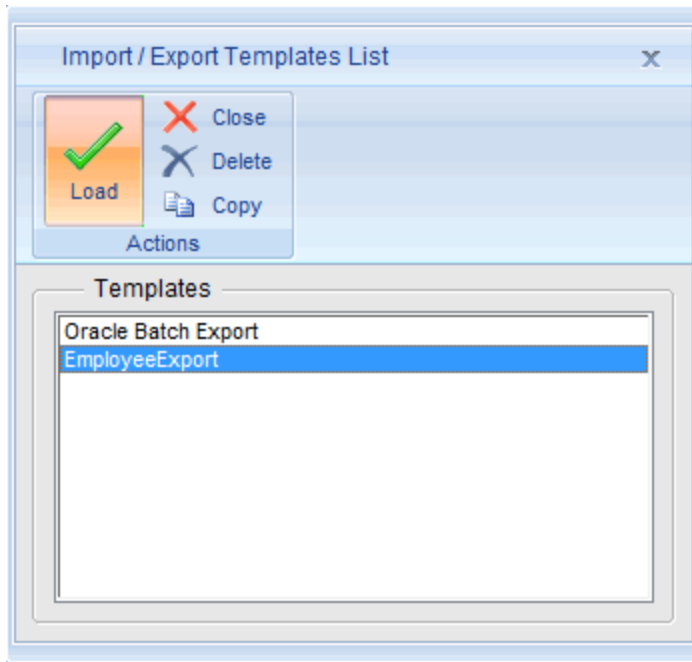 Import / Export Templates List
Close
Delete
Load
Copy
Actions
Templates
Oracle Batch Export
EmployeeExport